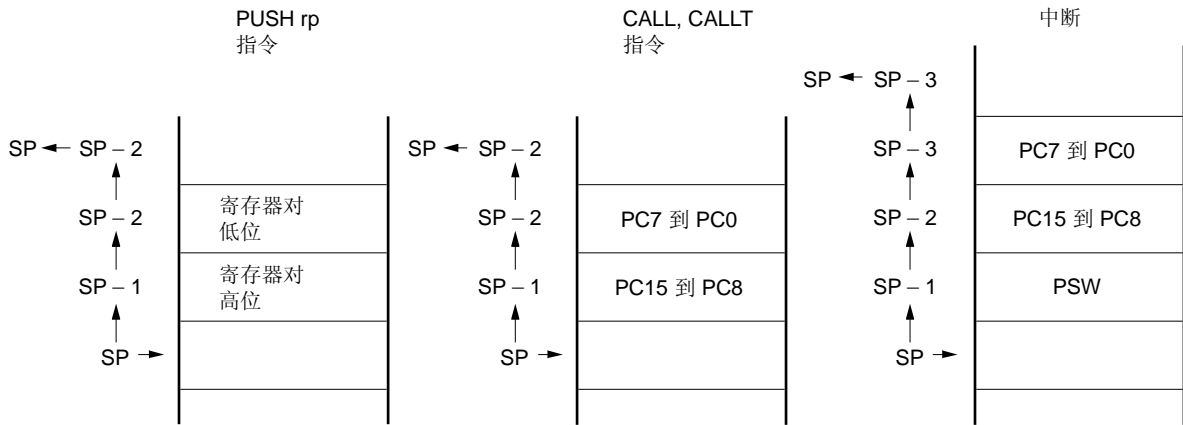 PUSH rp
指令
SP SP – 2
SP – 2
寄存器对
低位
SP – 1
寄存器对
高位
SP
CALL, CALLT
指令
SP SP – 2
SP – 2
PC7 到 PC0
SP – 1
PC15 到 PC8
SP
中断
SP SP – 3
SP – 3
PC7 到 PC0
SP – 2
PC15 到 PC8
SP – 1
PSW
SP